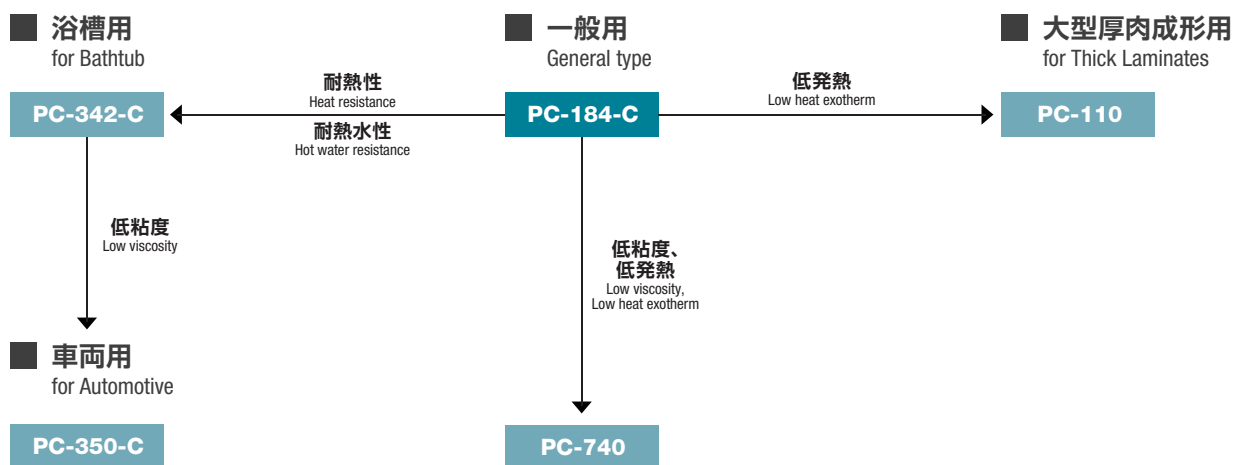 ■ 浴槽用
for Bathtub
■ 一般用
General type
■ 大型厚肉成形用
for Thick Laminates
PC-342-C
耐熱性
Heat resistance
耐熱水性
Hot water resistance
PC-184-C
低発熱
Low heat exotherm
PC-110
低粘度
Low viscosity
低粘度、
低発熱
Low viscosity,
Low heat exotherm
■ 車両用
for Automotive
PC-350-C
PC-740